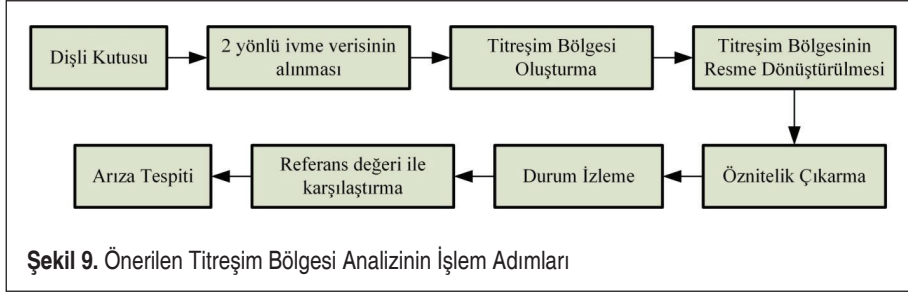 Dişli Kutusu
2 yönlü ivme verisinin
alınması
Titreşim Bölgesi
Oluşturma
Titreşim Bölgesinin
Resme Dönüştürülmesi
Öznitelik Çıkarma
Durum İzleme
Referans değeri ile
karşılaştırma
Arıza Tespiti
Şekil 9. Önerilen Titreşim Bölgesi Analizinin İşlem Adımları